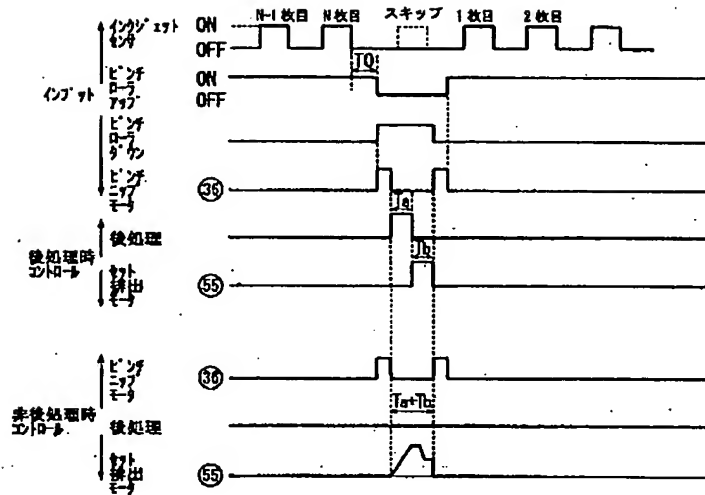 N-1枚目 N枚目 スキップ 1枚目 2枚目
インクジェット
センサ
ON
OFF
T0
インプット
ピンチ
ローラ
アップ
ON
OFF
ピンチ
ローラ
ダウン
ピンチ
ニップ
モータ
36
Ta
後処理時
コントロール
後処理
Tb
セット
排出
モータ
55
非後処理時
コントロール
ピンチ
ニップ
モータ
36
Ta+Tb
後処理
セット
排出
モータ
55